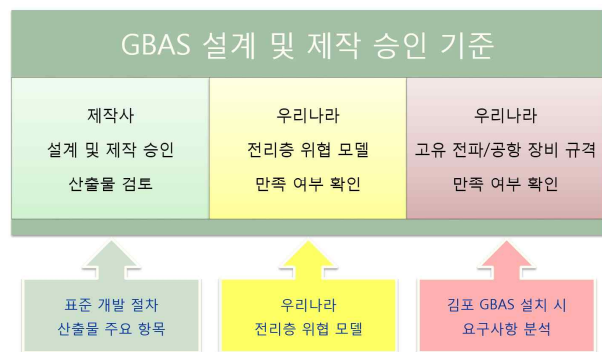 GBAS 설계 및 제작 승인 기준
제작사
설계 및 제작 승인
산출물 검토
우리나라
전리층 위협 모델
만족 여부 확인
우리나라
고유 전파/공항 장비 규격
만족 여부 확인
표준 개발 절차
산출물 주요 항목
우리나라
전리층 위협 모델
김포 GBAS 설치 시
요구사항 분석